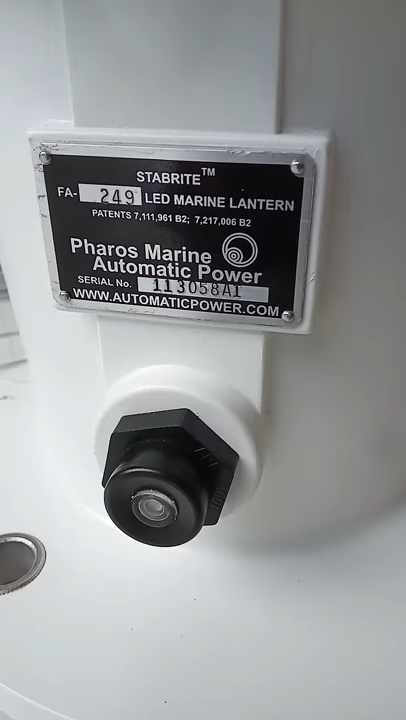 STABRITE™
FA- 249 LED MARINE LANTERN
PATENTS 7,111,961 B2; 7,217,006 B2
Pharos Marine
Automatic Power
SERIAL No. 113058A1
WWW.AUTOMATICPOWER.COM